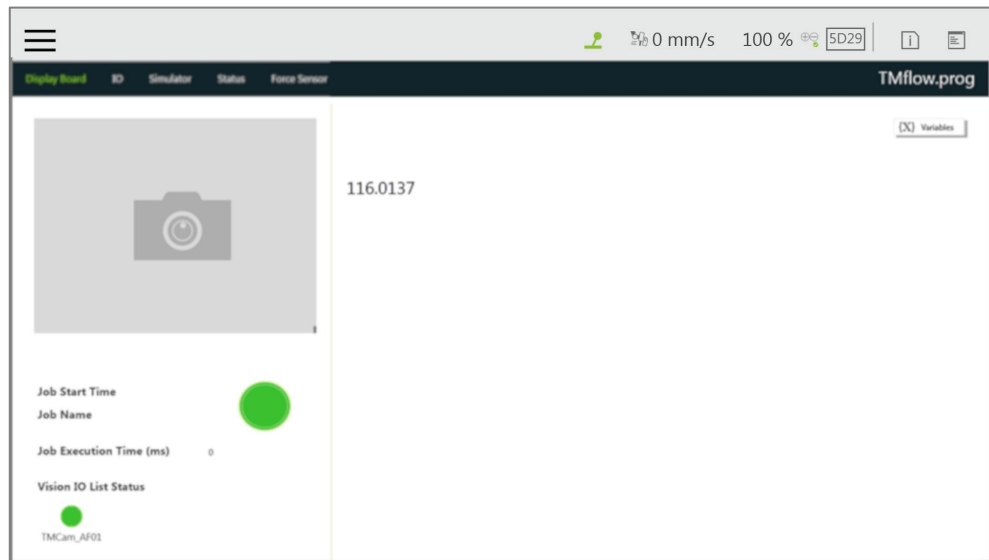 0 mm/s 100 % 5D29
Display Board IO Simulator Status Force Sensor TMflow.prog
{X} Variables
116.0137
Job Start Time
Job Name
Job Execution Time (ms) 0
Vision IO List Status
TMCam_AF01